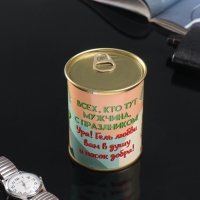 ВСЕХ, КТО ТУТ
МУЖЧИНА,
С ПРАЗДНИКОМ!
Ура! Гель любви
вам в душу
и носок добра!